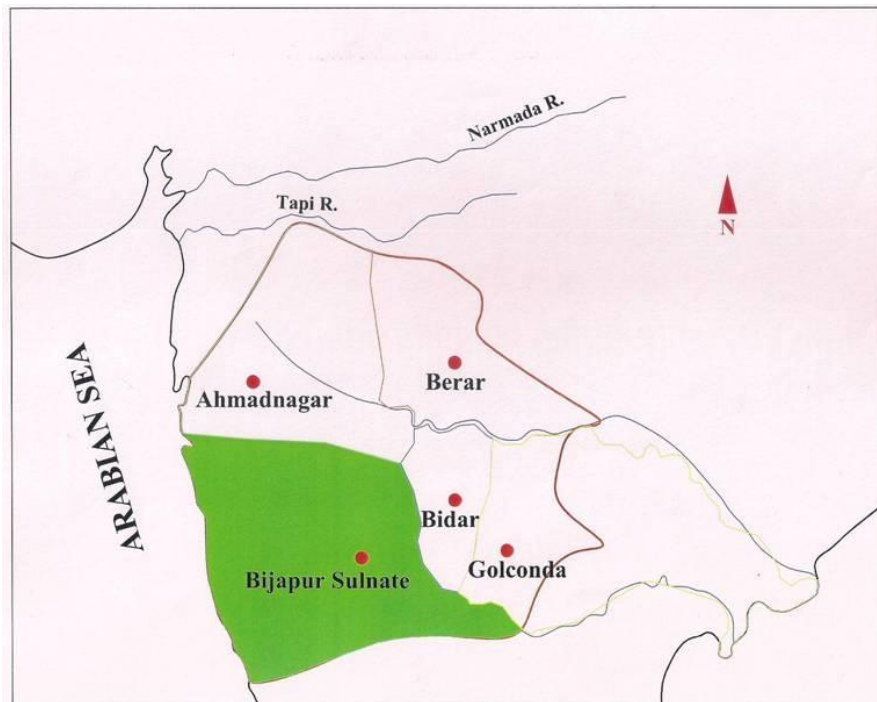 Narmada R.
Tapi R.
N
ARABIAN SEA
Ahmadnagar
Berar
Bidar
Golconda
Bijapur Sulnate